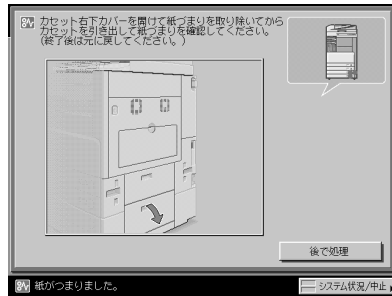 カセット右下カバーを開けて紙づまりを取り除いてから
カセットを引き出して紙づまりを確認してください。
(終了後は元に戻してください。)
後で処理
紙がつまりました。
システム状況/中止